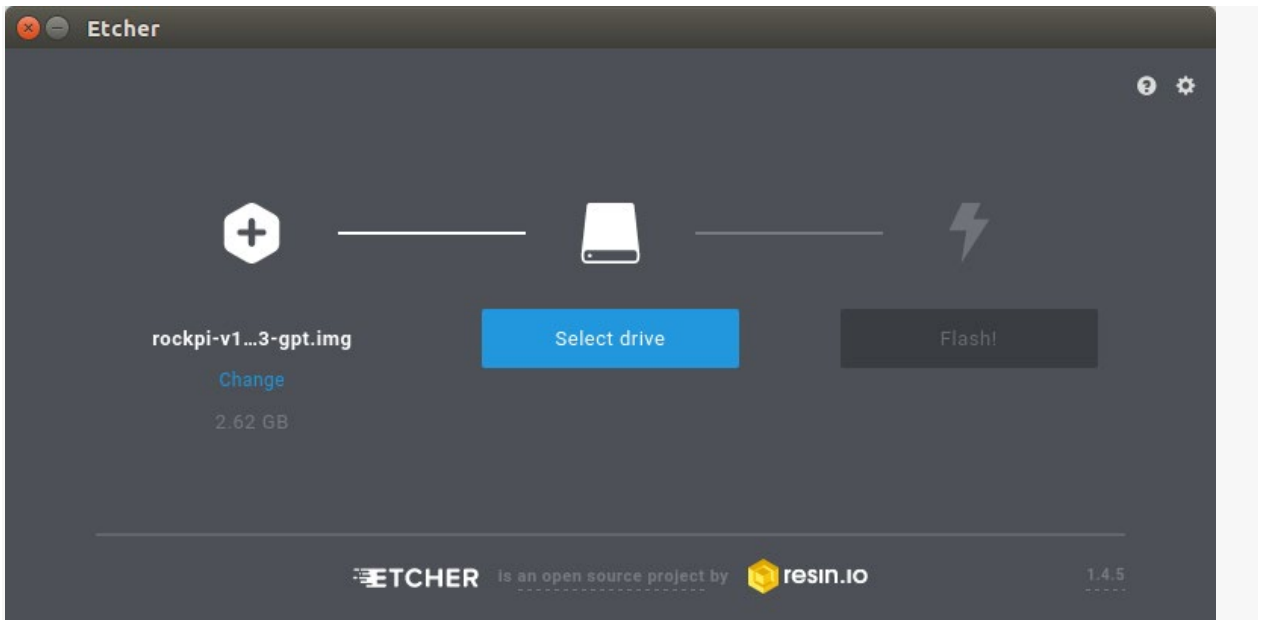 Etcher
rockpi-v1...3-gpt.img
Select drive
Flash!
Change
2.62 GB
ETCHER is an open source project by resin.io
1.4.5